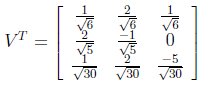 V^T = [ 1/√6 2/√6 1/√6
2/√5 -1/√5 0
1/√30 2/√30 -5/√30 ]